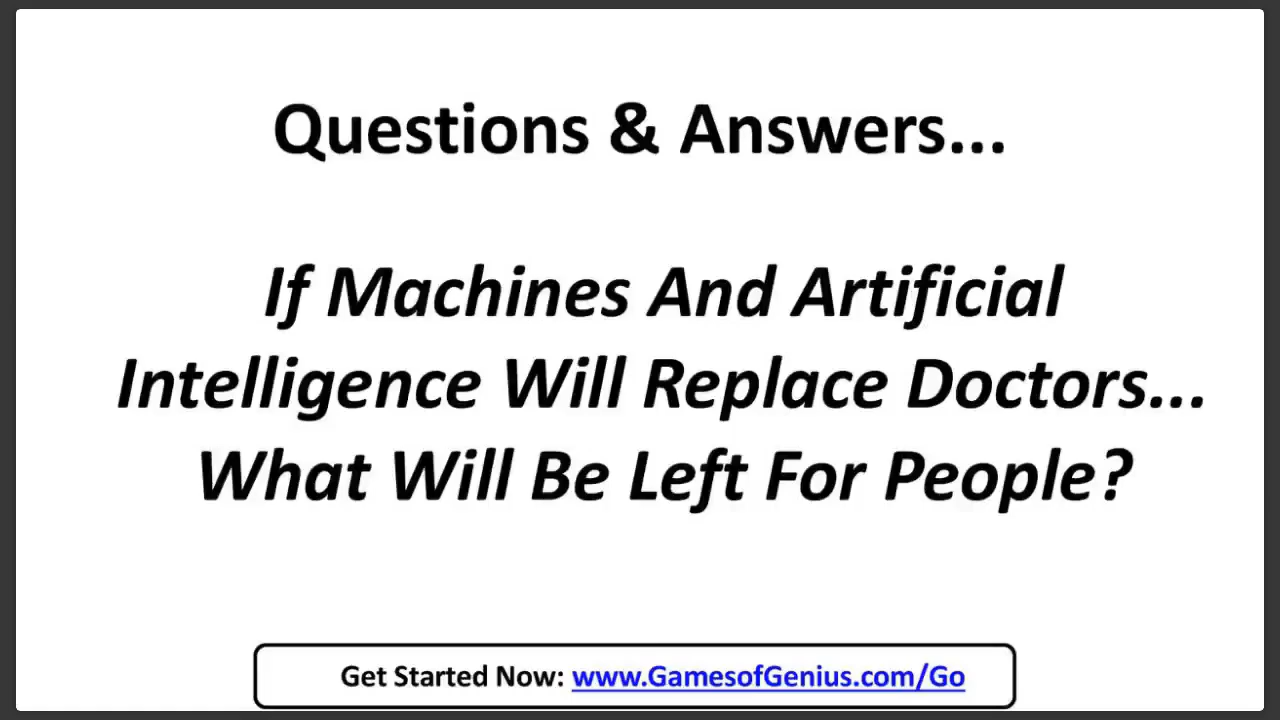 Questions & Answers...
If Machines And Artificial
Intelligence Will Replace Doctors...
What Will Be Left For People?
Get Started Now: www.GamesofGenius.com/Go